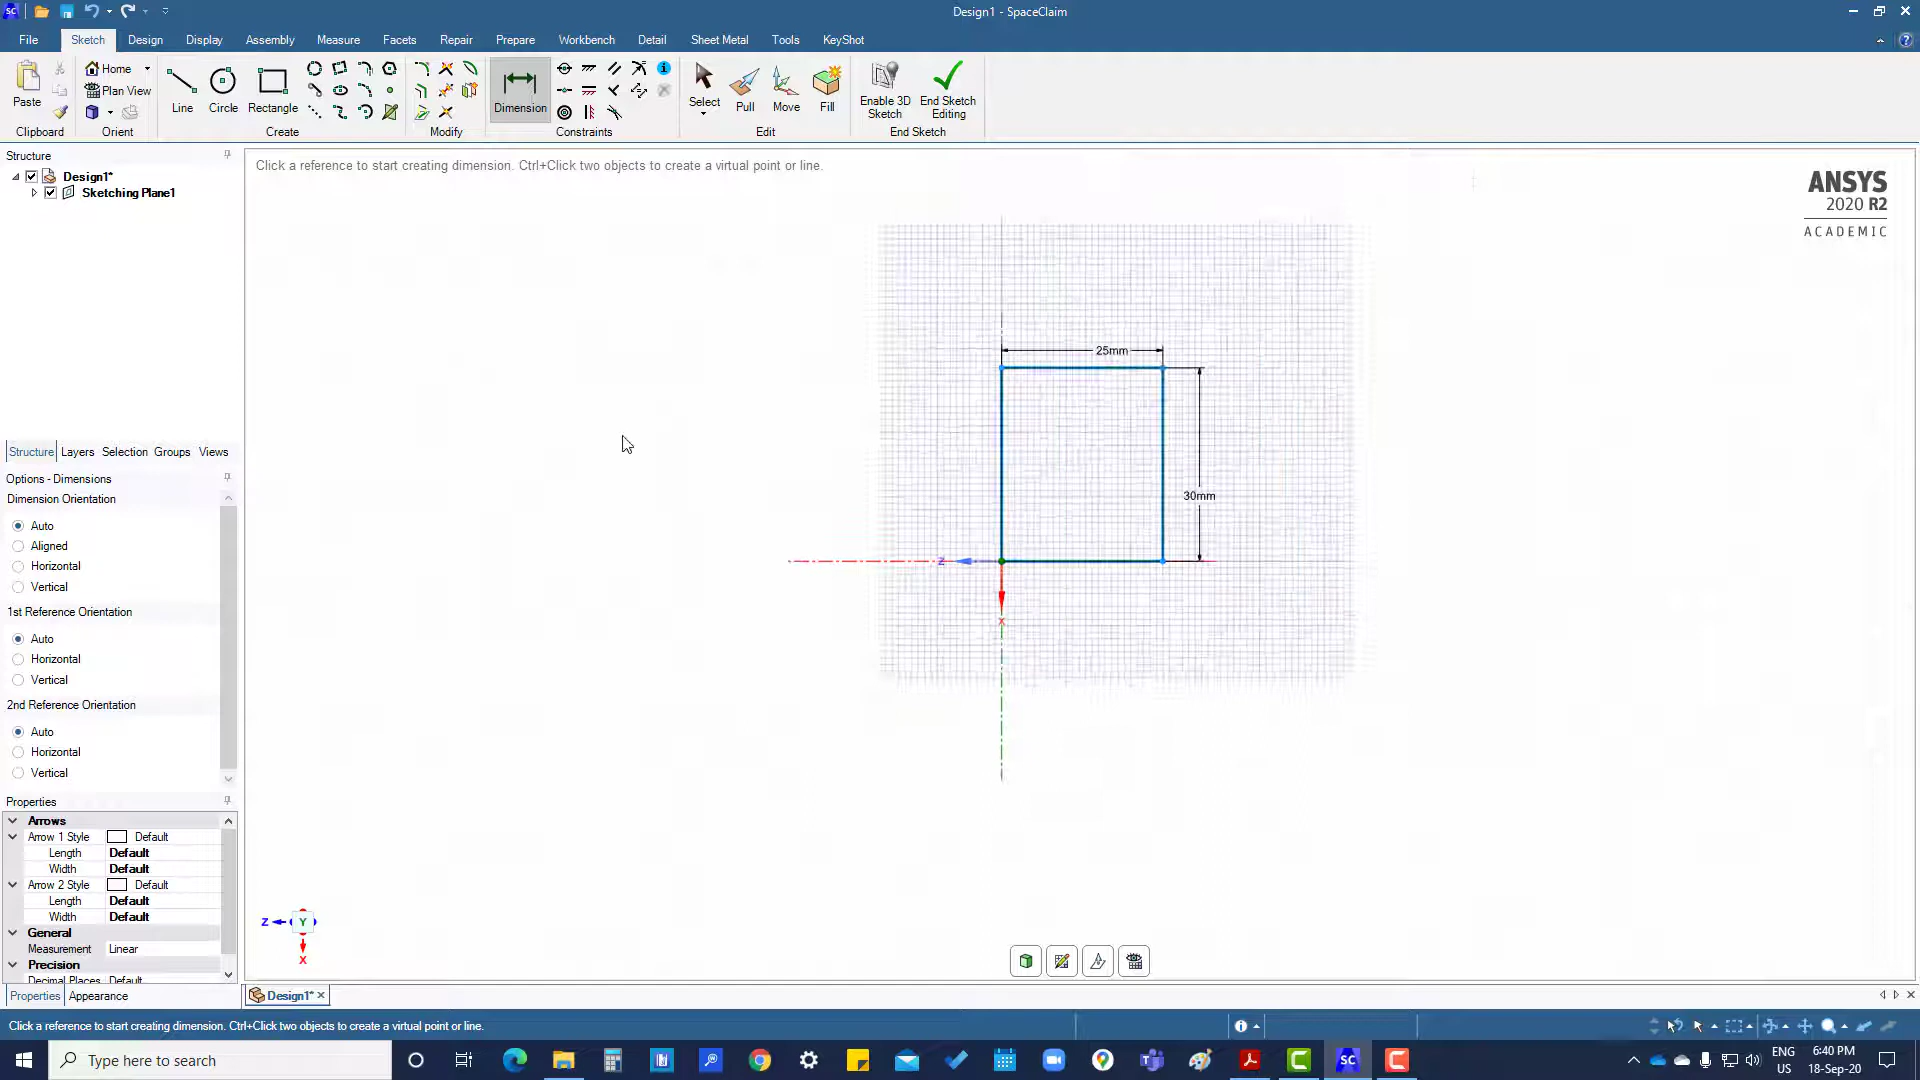 SC
Design1 - SpaceClaim
File
Sketch
Design
Display
Assembly
Measure
Facets
Repair
Prepare
Workbench
Detail
Sheet Metal
Tools
KeyShot
Paste
Home
Plan View
Line
Circle
Rectangle
Dimension
Select
Pull
Move
Fill
Enable 3D
Sketch
End Sketch
Editing
Clipboard
Orient
Create
Modify
Constraints
Edit
End Sketch
Structure
Design1*
Sketching Plane1
Click a reference to start creating dimension. Ctrl+Click two objects to create a virtual point or line.
ANSYS
2020 R2
ACADEMIC
25mm
30mm
Z
X
Structure
Layers
Selection
Groups
Views
Options - Dimensions
Dimension Orientation
Auto
Aligned
Horizontal
Vertical
1st Reference Orientation
Auto
Horizontal
Vertical
2nd Reference Orientation
Auto
Horizontal
Vertical
Properties
Arrows
Arrow 1 Style Default
Length Default
Width Default
Arrow 2 Style Default
Length Default
Width Default
General
Measurement Linear
Precision
Decimal Places Default
Z
Y
X
Properties
Appearance
Design1*
Click a reference to start creating dimension. Ctrl+Click two objects to create a virtual point or line.
Type here to search
SC
ENG
US
6:40 PM
18-Sep-20